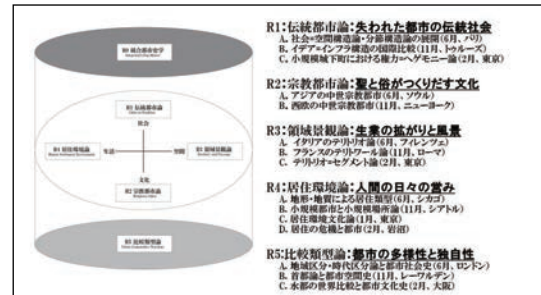 R0 統合都市史学
R1 伝統都市論
社会
R4 居住環境論
生活
空間
R3 領域景観論
文化
R2 宗教都市論
R5 比較類型論
R1:伝統都市論:失われた都市の伝統社会
A. 社会=空間構造論・分節構造論の展開(6月、パリ)
B. イデア=インフラ構造の国際比較(11月、トゥルーズ)
C. 小規模城下町における権力=ヘゲモニー論(2月、東京)
R2:宗教都市論:聖と俗がつくりだす文化
A. アジアの中世宗教都市(6月、ソウル)
B. 西欧の中世宗教都市(11月、ニューヨーク)
R3:領域景観論:生業の拡がりと風景
A. イタリアのテリトリオ論(6月、フィレンツェ)
B. フランスのテリトワール論(11月、ローマ)
C. テリトリオ=セグメント論(2月、東京)
R4:居住環境論:人間の日々の営み
A. 地形・地質による居住類型(6月、シカゴ)
B. 小規模都市と小規模場所論(11月、シアトル)
C. 居住環境文化論(1月、東京)
D. 居住の危機と都市(2月、岩沼)
R5:比較類型論:都市の多様性と独自性
A. 地域区分・時代区分論と都市社会史(6月、ロンドン)
B. 首都論と都市空間史(11月、レーワルデン)
C. 水都の世界比較と都市文化史(2月、大阪)